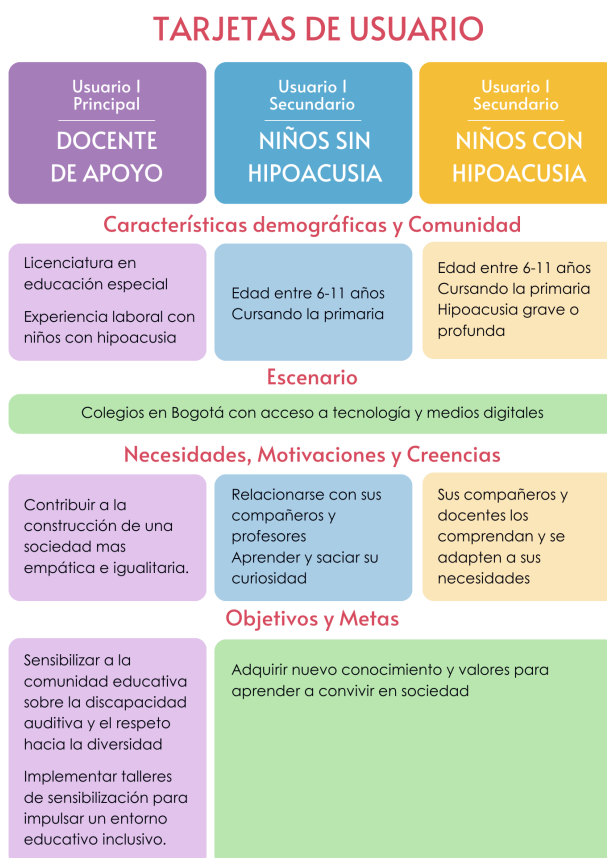 TARJETAS DE USUARIO
Usuario I
Principal
DOCENTE
DE APOYO
Usuario I
Secundario
NIÑOS SIN
HIPOACUSIA
Usuario I
Secundario
NIÑOS CON
HIPOACUSIA
Características demográficas y Comunidad
Licenciatura en
educación especial
Experiencia laboral con
niños con hipoacusia
Edad entre 6-11 años
Cursando la primaria
Edad entre 6-11 años
Cursando la primaria
Hipoacusia grave o
profunda
Escenario
Colegios en Bogotá con acceso a tecnología y medios digitales
Necesidades, Motivaciones y Creencias
Contribuir a la
construcción de una
sociedad mas
empática e igualitaria.
Relacionarse con sus
compañeros y
profesores
Aprender y saciar su
curiosidad
Sus compañeros y
docentes los
comprendan y se
adapten a sus
necesidades
Objetivos y Metas
Sensibilizar a la
comunidad educativa
sobre la discapacidad
auditiva y el respeto
hacia la diversidad
Implementar talleres
de sensibilización para
impulsar un entorno
educativo inclusivo.
Adquirir nuevo conocimiento y valores para
aprender a convivir en sociedad